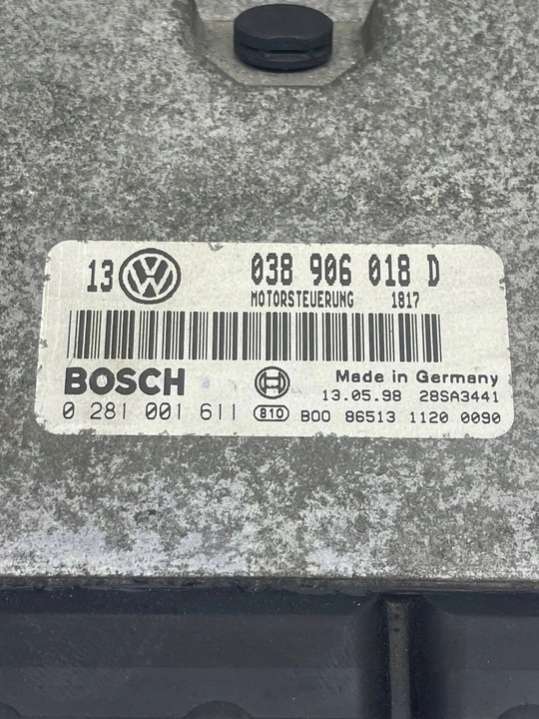 13 VW 038 906 018 D
MOTORSTEUERUNG 1817
BOSCH Made in Germany
13.05.98 28SA3441
0 281 001 611 810 B00 86513 1120 0090